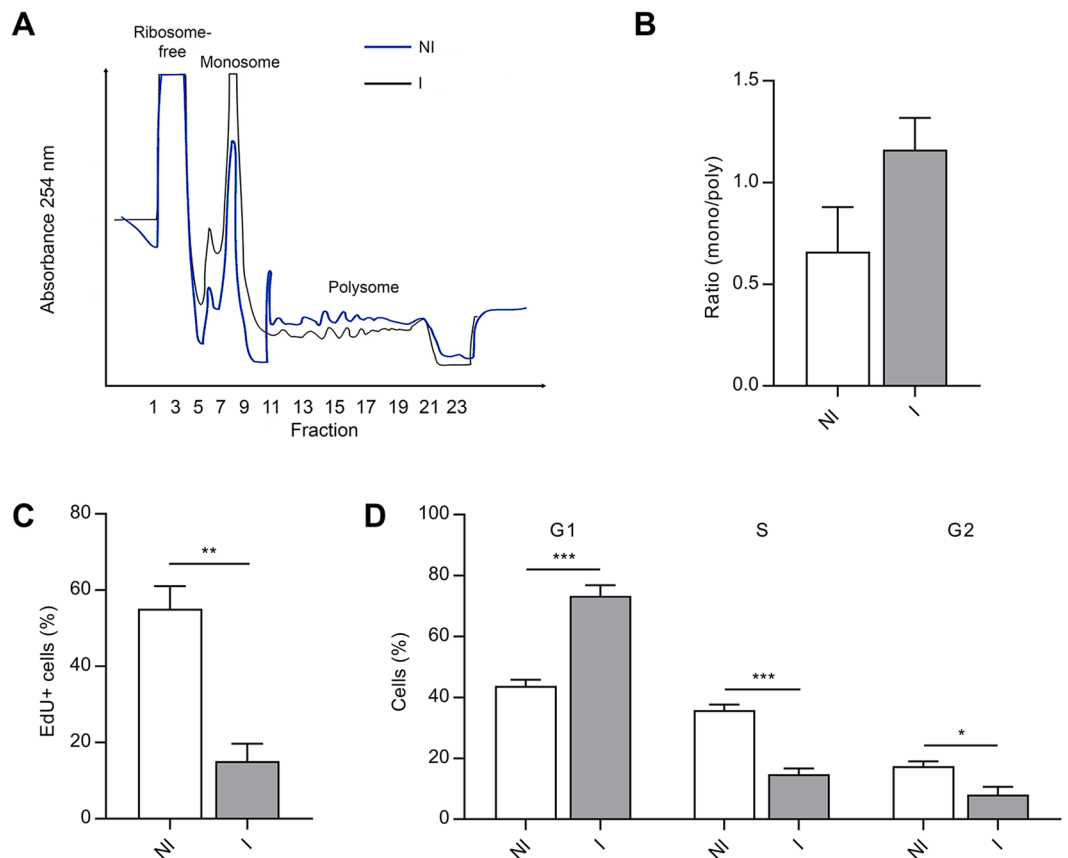 A
Ribosome-
free
Monosome
NI
I
Absorbance 254 nm
Polysome
1 3 5 7 9 11 13 15 17 19 21 23
Fraction
B
1.5
1.0
0.5
0.0
Ratio (mono/poly)
NI
I
C
80
60
40
20
0
EdU+ cells (%)
**
NI
I
D
100
80
60
40
20
0
Cells (%)
G1
S
G2
***
***
*
NI
I
NI
I
NI
I